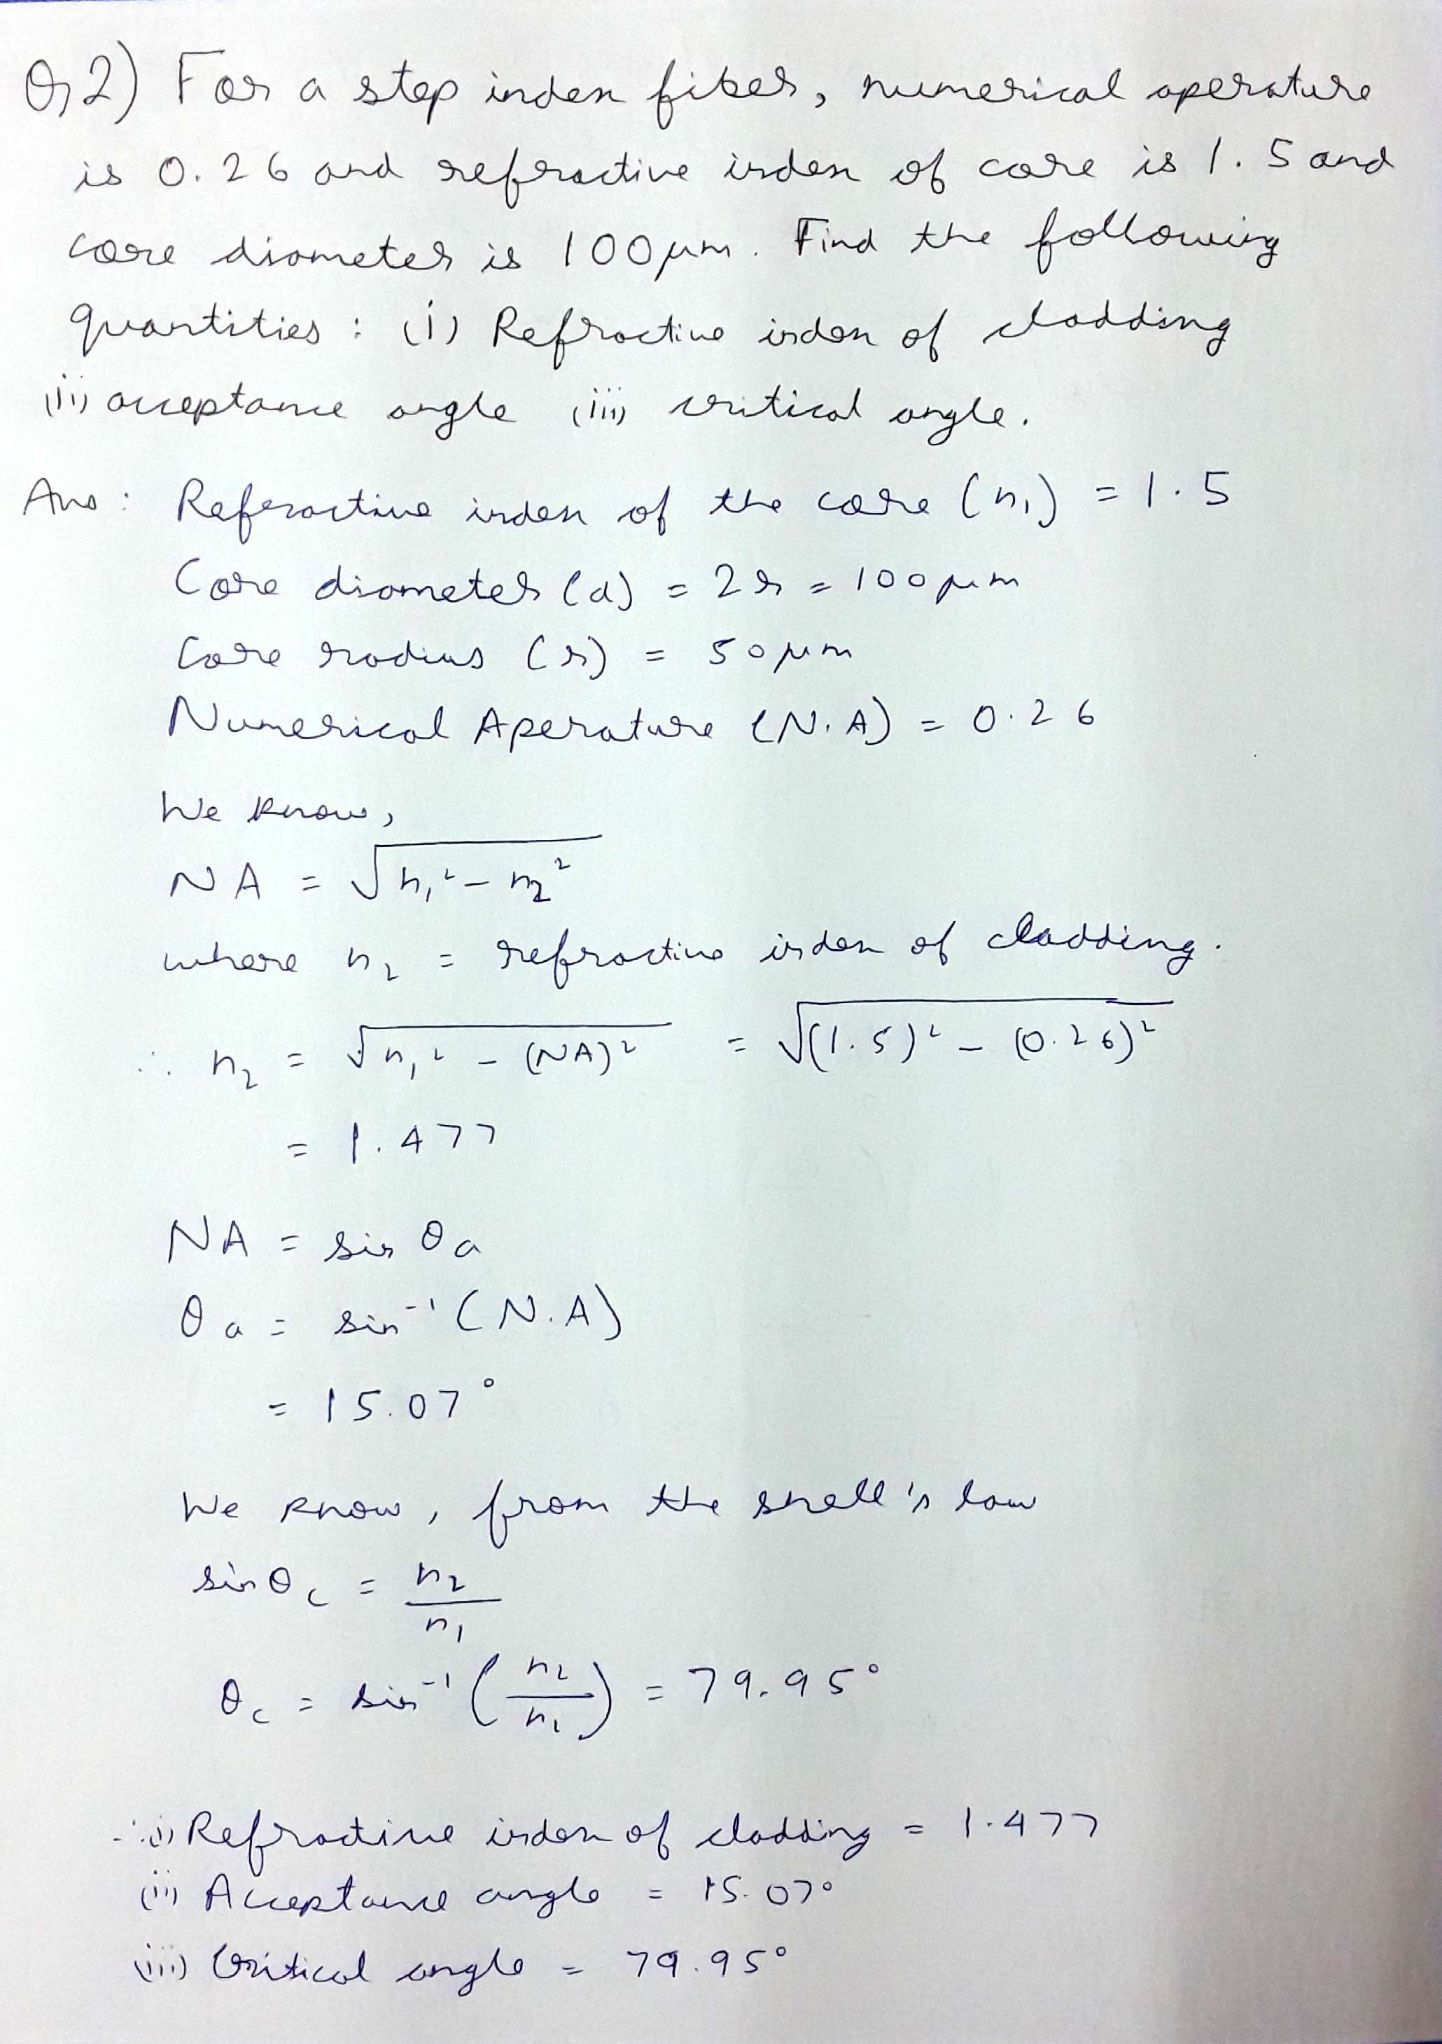 Q2) For a step index fiber, numerical aperature
is 0.26 and refractive index of core is 1.5 and
core diameter is 100μm. Find the following
quantities : (i) Refractive index of cladding
(ii) acceptance angle (iii) critical angle.
Ans : Referactive index of the core (n₁) = 1.5
Core diameter (d) = 2r = 100μm
Core radius (r) = 50μm
Numerical Aperature (N.A) = 0.26
We know,
NA = √(n₁² - n₂²)
where n₂ = refractive index of cladding.
∴ n₂ = √(n₁² - (NA)²) = √((1.5)² - (0.26)²)
= 1.477
NA = sin θa
θa = sin⁻¹ (N.A)
= 15.07°
We know, from the snell's law
sin θc = n₂/n₁
θc = sin⁻¹ (n₂/n₁) = 79.95°
∴ (i) Refractive index of cladding = 1.477
(ii) Acceptance angle = 15.07°
(iii) Critical angle = 79.95°